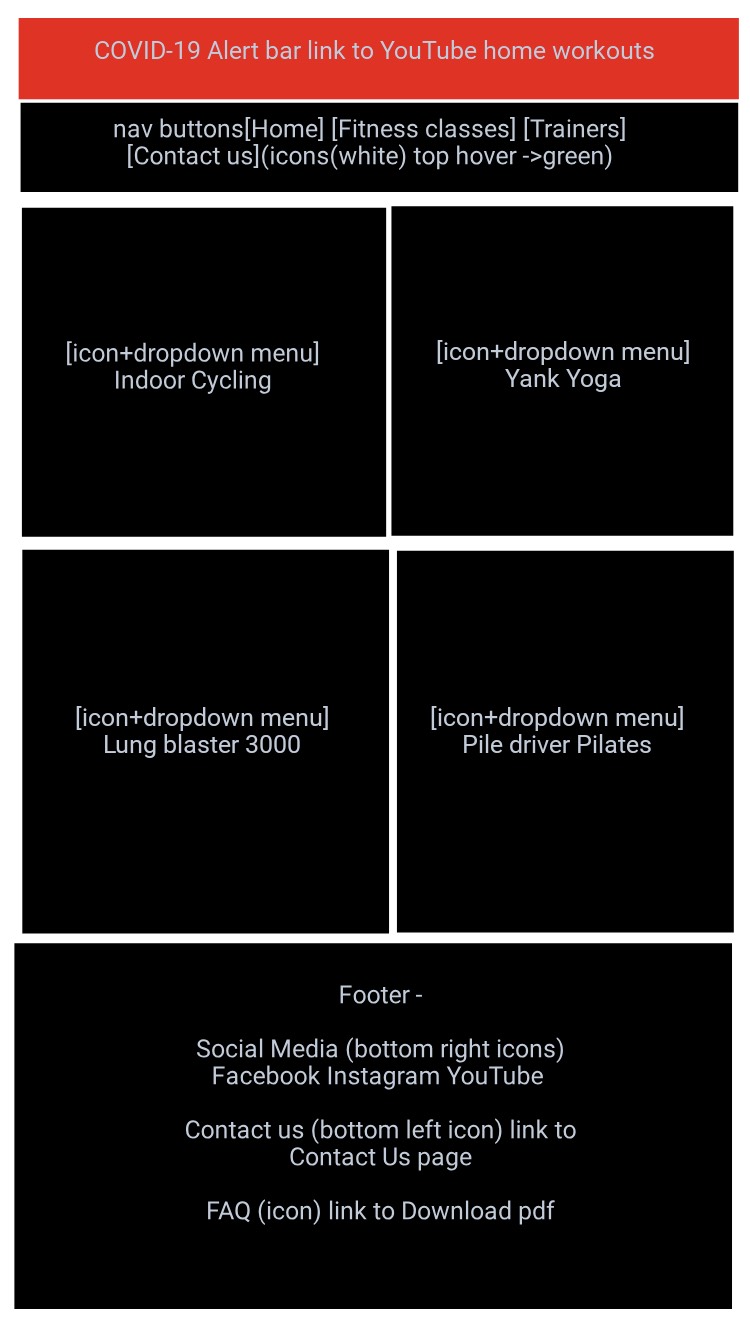 COVID-19 Alert bar link to YouTube home workouts
nav buttons[Home] [Fitness classes] [Trainers]
[Contact us](icons(white) top hover ->green)
[icon+dropdown menu]
Indoor Cycling
[icon+dropdown menu]
Yank Yoga
[icon+dropdown menu]
Lung blaster 3000
[icon+dropdown menu]
Pile driver Pilates
Footer -
Social Media (bottom right icons)
Facebook Instagram YouTube
Contact us (bottom left icon) link to
Contact Us page
FAQ (icon) link to Download pdf